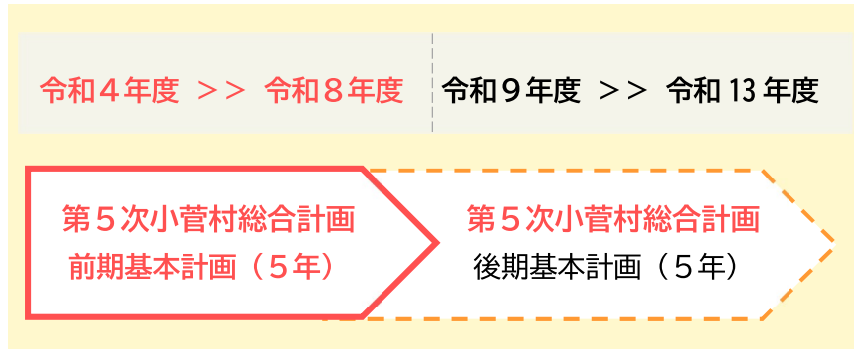 令和４年度 ＞＞ 令和８年度
令和９年度 ＞＞ 令和 13 年度
第５次小菅村総合計画
前期基本計画（５年）
第５次小菅村総合計画
後期基本計画（５年）